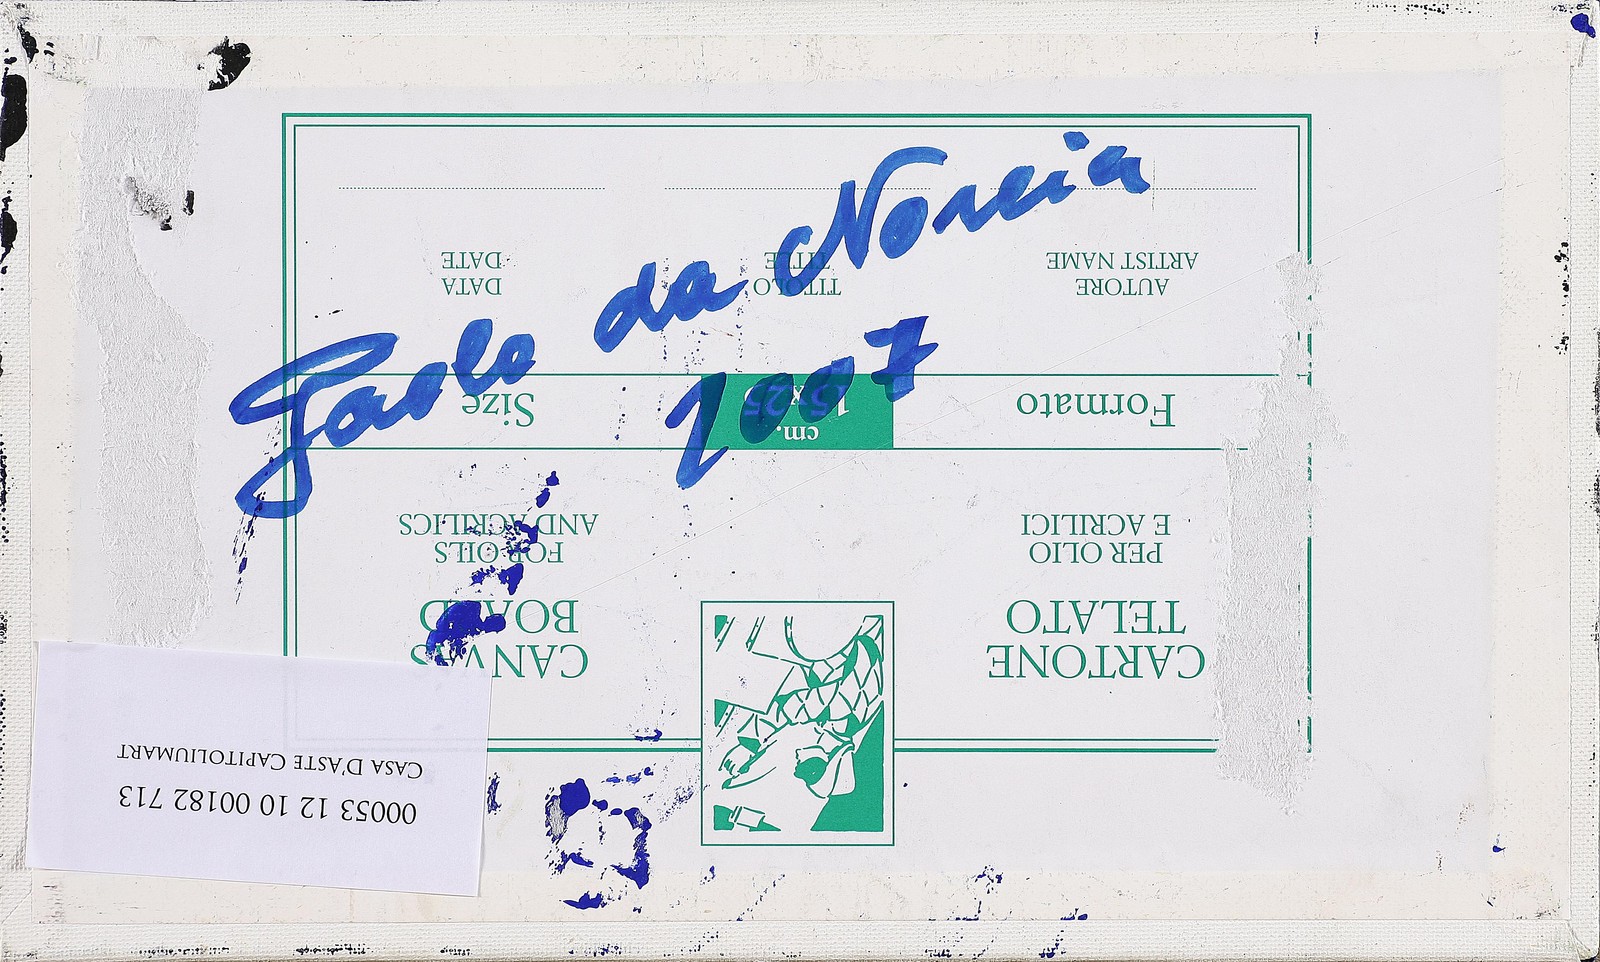 Paolo da Norcia
2007
CARTONE
TELATO
PER OLIO
E ACRILICI
CANVAS
BOARD
FOR OILS
AND ACRILICS
Formato
cm.
15x25
Size
AUTORE
ARTIST NAME
TITOLO
TITLE
DATA
DATE
00053 12 10 00182 713
CASA D'ASTE CAPITOLIUMART